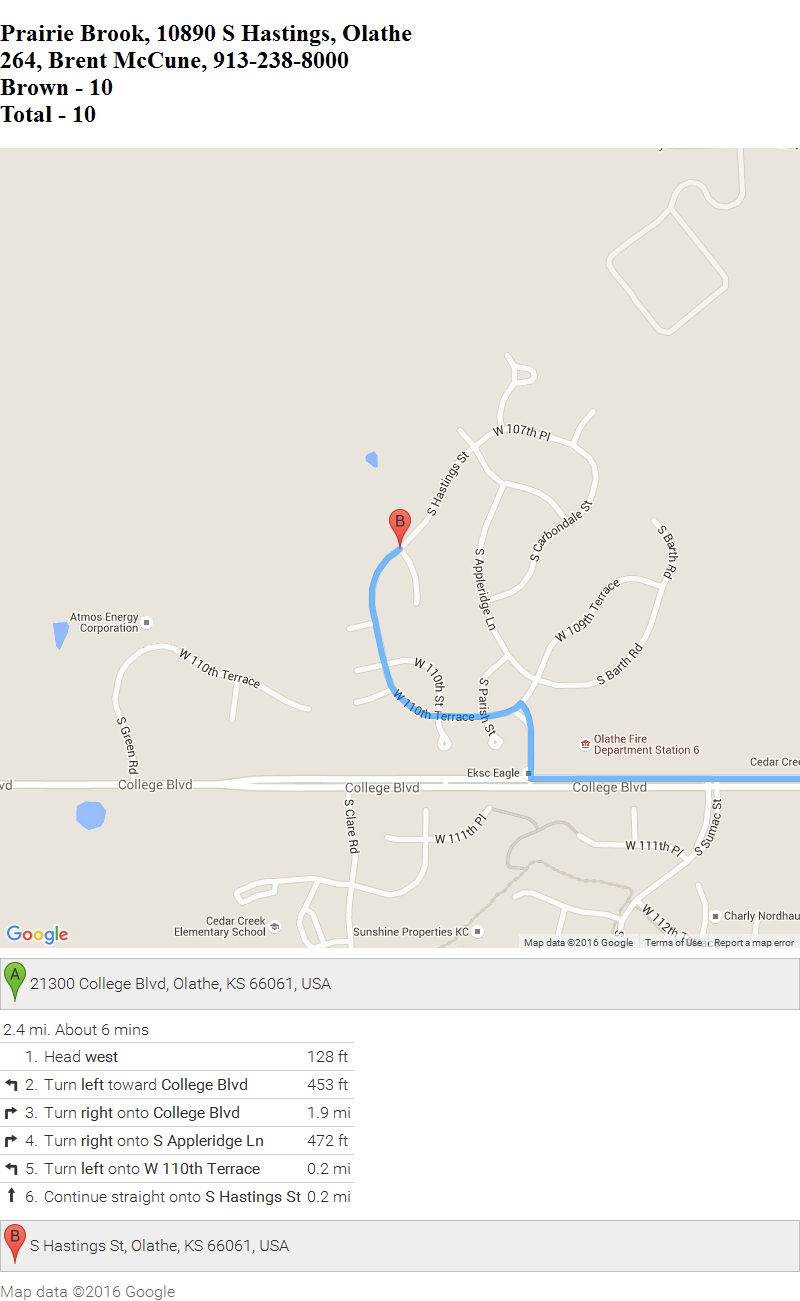 Prairie Brook, 10890 S Hastings, Olathe
264, Brent McCune, 913-238-8000
Brown - 10
Total - 10
W 107th Pl
S Hastings St
B
S Carbondale St
S Barth Rd
S Appleridge Ln
W 109th Terrace
Atmos Energy
Corporation
W 110th Terrace
S Barth Rd
W 110th St
S Parish St
W 110th Terrace
S Green Rd
Olathe Fire
Department Station 6
Cedar Cree
Eksc Eagle
vd
College Blvd
College Blvd
College Blvd
S Clare Rd
W 111th Pl
S Sumac St
W 111th Pl
Cedar Creek
Elementary School
Sunshine Properties KC
W 112th T
Charly Nordhau
Google
Map data ©2016 Google
Terms of Use
Report a map error
A
21300 College Blvd, Olathe, KS 66061, USA
2.4 mi. About 6 mins
1. Head west 128 ft
2. Turn left toward College Blvd 453 ft
3. Turn right onto College Blvd 1.9 mi
4. Turn right onto S Appleridge Ln 472 ft
5. Turn left onto W 110th Terrace 0.2 mi
6. Continue straight onto S Hastings St 0.2 mi
B
S Hastings St, Olathe, KS 66061, USA
Map data ©2016 Google